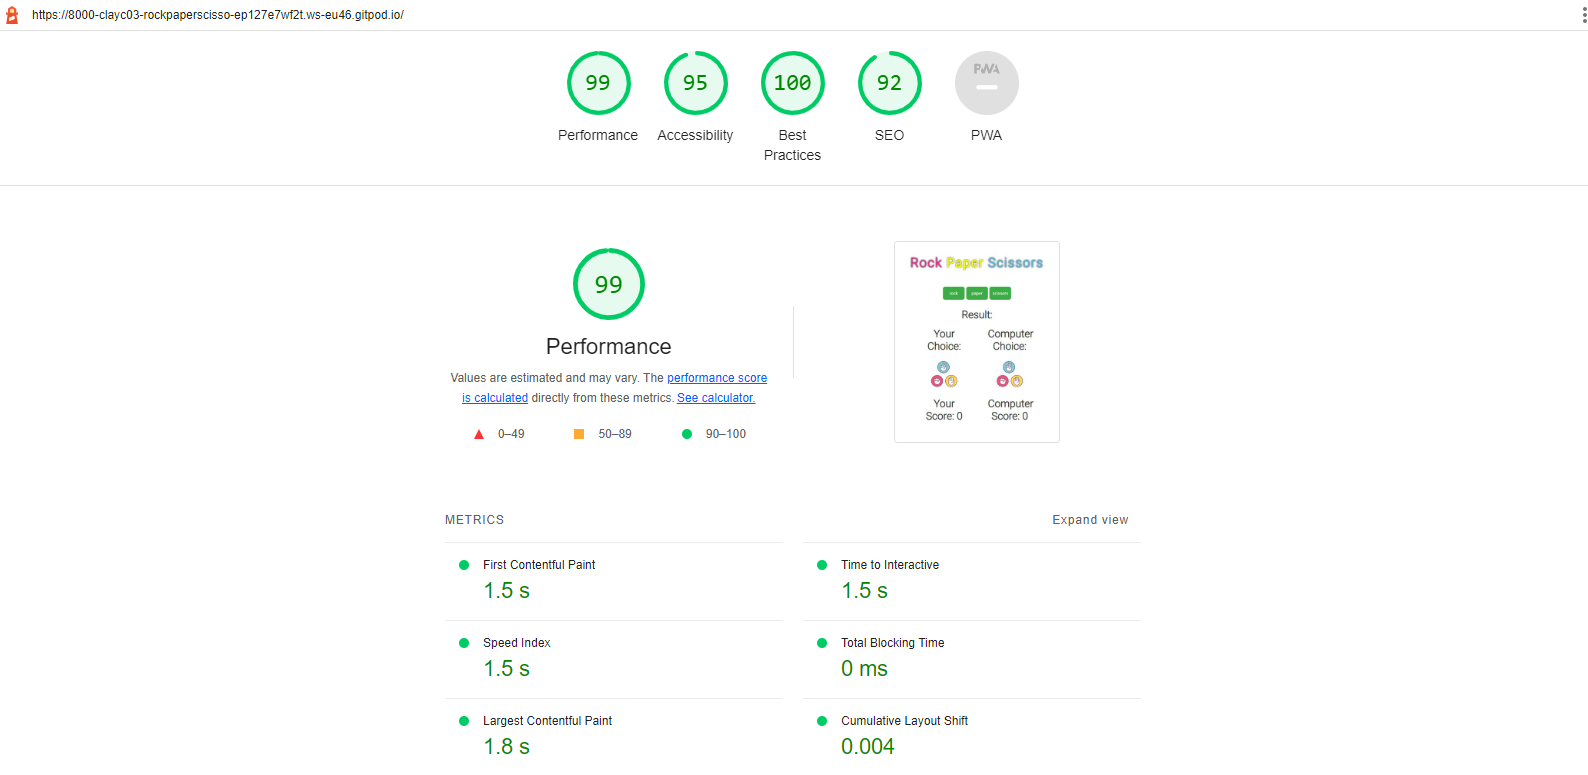 https://8000-clayc03-rockpaperscisso-ep127e7wf2t.ws-eu46.gitpod.io/
99
95
100
92
PWA
Performance
Accessibility
Best
Practices
SEO
PWA
99
Performance
Values are estimated and may vary. The performance score
is calculated directly from these metrics. See calculator.
0–49
50–89
90–100
Rock Paper Scissors
rock
paper
scissors
Result:
Your
Choice:
Computer
Choice:
Your
Score: 0
Computer
Score: 0
METRICS
Expand view
First Contentful Paint
1.5 s
Time to Interactive
1.5 s
Speed Index
1.5 s
Total Blocking Time
0 ms
Largest Contentful Paint
1.8 s
Cumulative Layout Shift
0.004